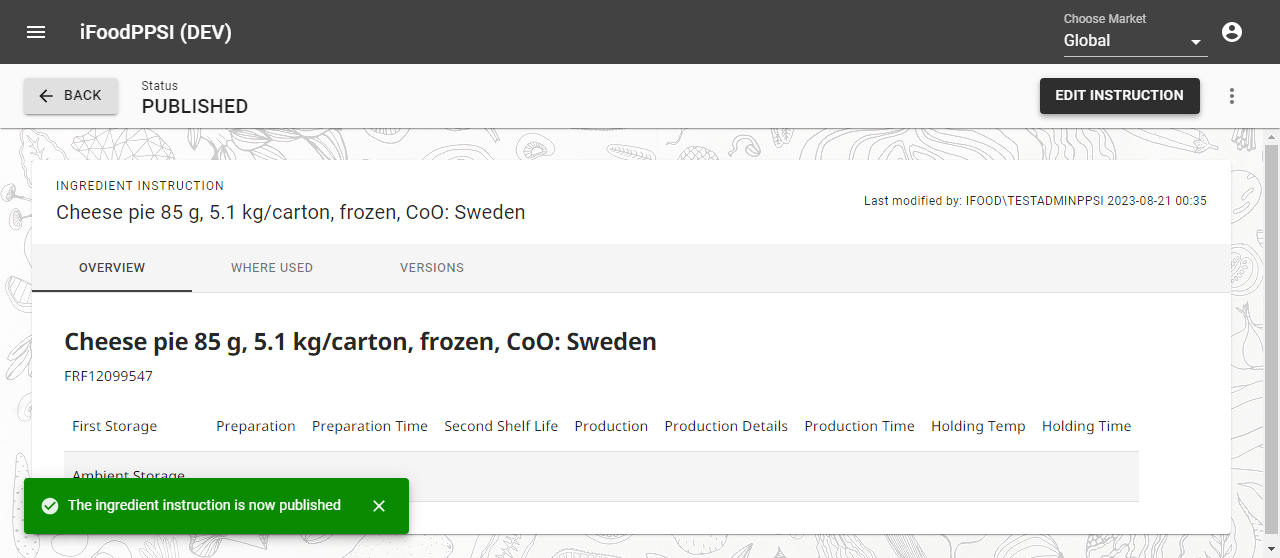 iFoodPPSI (DEV)
Choose Market
Global
BACK
Status
PUBLISHED
EDIT INSTRUCTION
INGREDIENT INSTRUCTION
Cheese pie 85 g, 5.1 kg/carton, frozen, CoO: Sweden
Last modified by: IFOOD\TESTADMINPPSI 2023-08-21 00:35
OVERVIEW WHERE USED VERSIONS
Cheese pie 85 g, 5.1 kg/carton, frozen, CoO: Sweden
FRF12099547
First Storage Preparation Preparation Time Second Shelf Life Production Production Details Production Time Holding Temp Holding Time
Ambient Storage
The ingredient instruction is now published